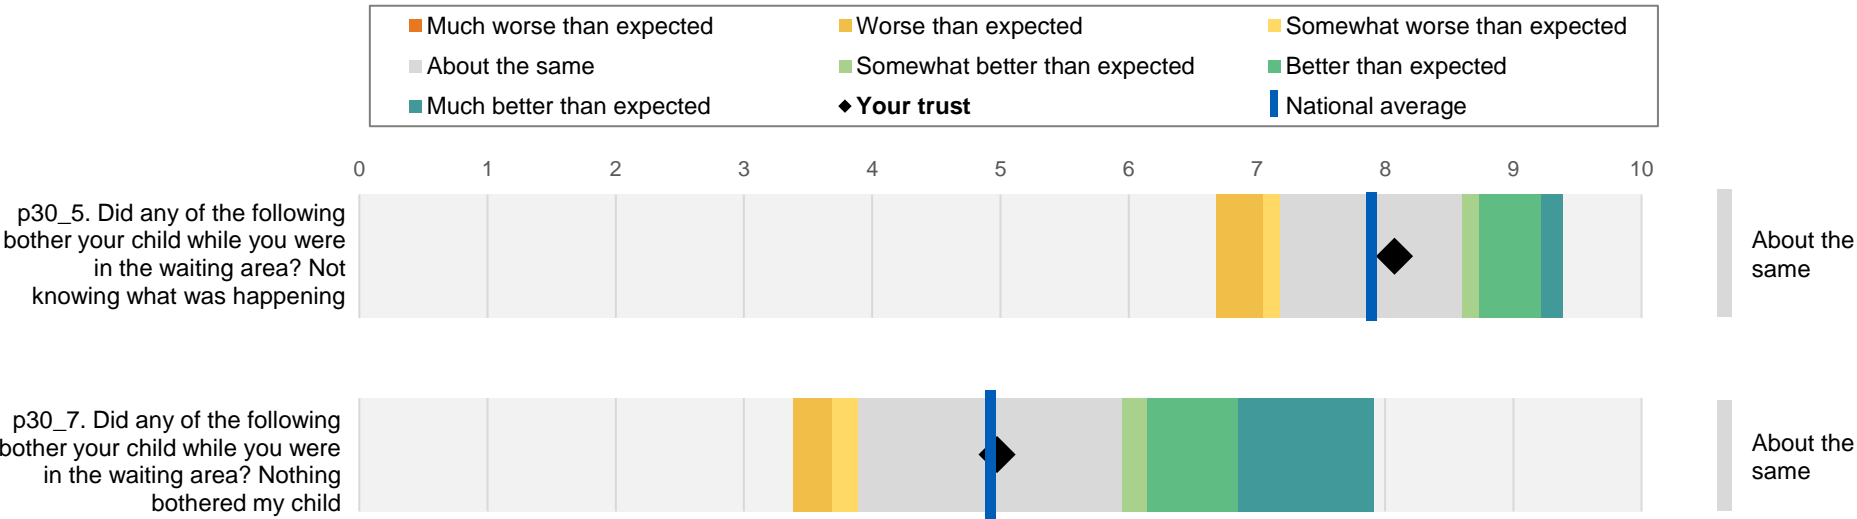 Much worse than expected
Worse than expected
Somewhat worse than expected
About the same
Somewhat better than expected
Better than expected
Much better than expected
Your trust
National average
0 1 2 3 4 5 6 7 8 9 10
p30_5. Did any of the following
bother your child while you were
in the waiting area? Not
knowing what was happening
About the
same
p30_7. Did any of the following
bother your child while you were
in the waiting area? Nothing
bothered my child
About the
same